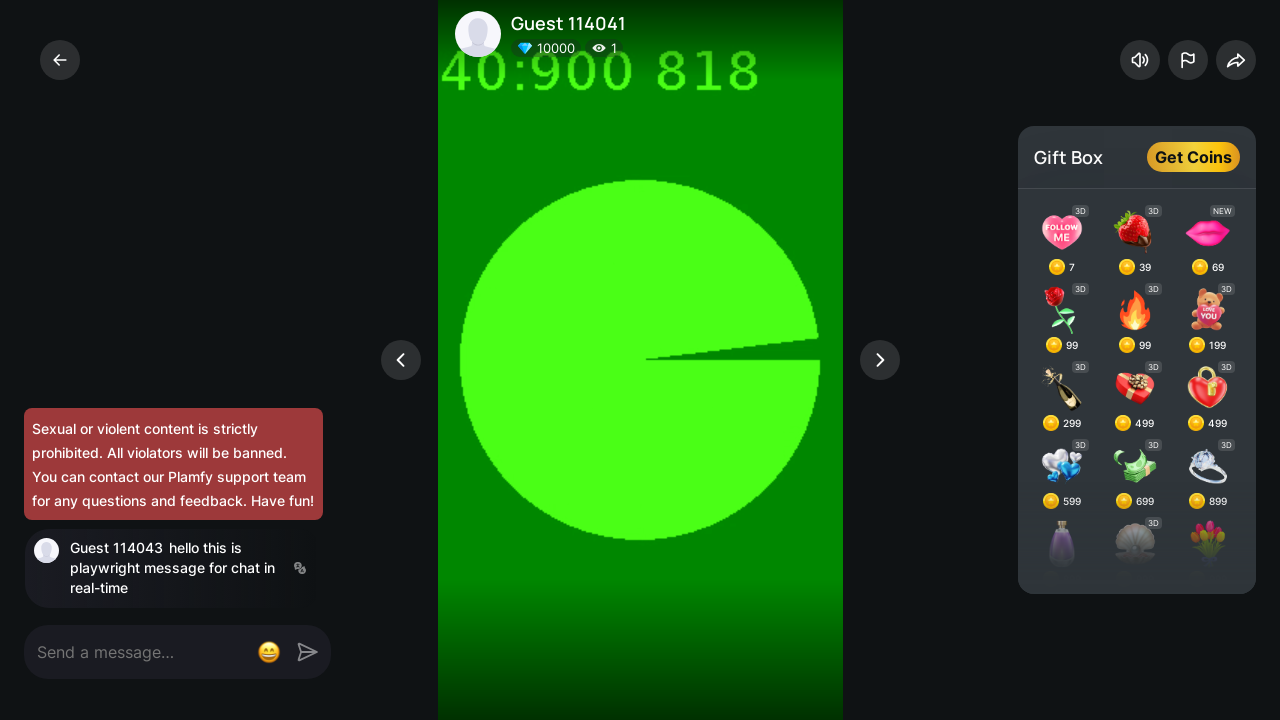 Guest 114041
10000 1
40:900 818
Gift Box
Get Coins
3D 3D NEW
FOLLOW ME
7 39 69
3D 3D 3D
LOVE YOU
99 99 199
3D 3D 3D
299 499 499
3D 3D 3D
599 699 899
3D
Sexual or violent content is strictly
prohibited. All violators will be banned.
You can contact our Plamfy support team
for any questions and feedback. Have fun!
Guest 114043 hello this is
playwright message for chat in
real-time
Send a message...